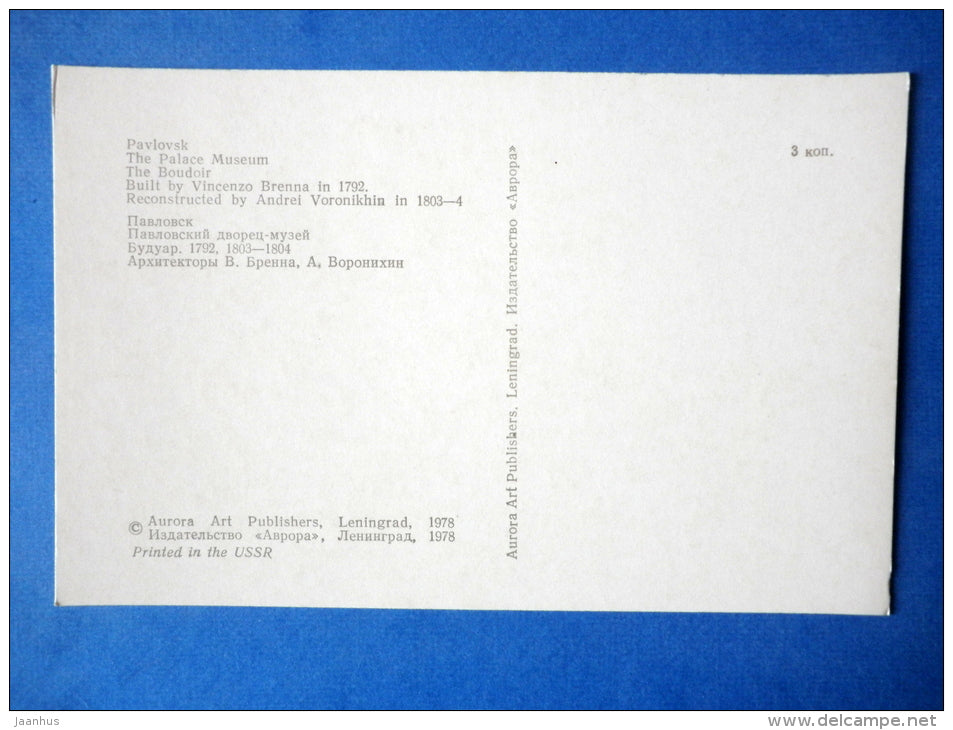 Pavlovsk
The Palace Museum
The Boudoir
Built by Vincenzo Brenna in 1792.
Reconstructed by Andrei Voronikhin in 1803—4
Павловск
Павловский дворец-музей
Будуар. 1792, 1803—1804
Архитекторы В. Бренна, А. Воронихин
© Aurora Art Publishers, Leningrad, 1978
Издательство «Аврора», Ленинград, 1978
Printed in the USSR
Aurora Art Publishers. Leningrad. Издательство «Аврора»
3 коп.
Jaanhus
www.delcampe.net